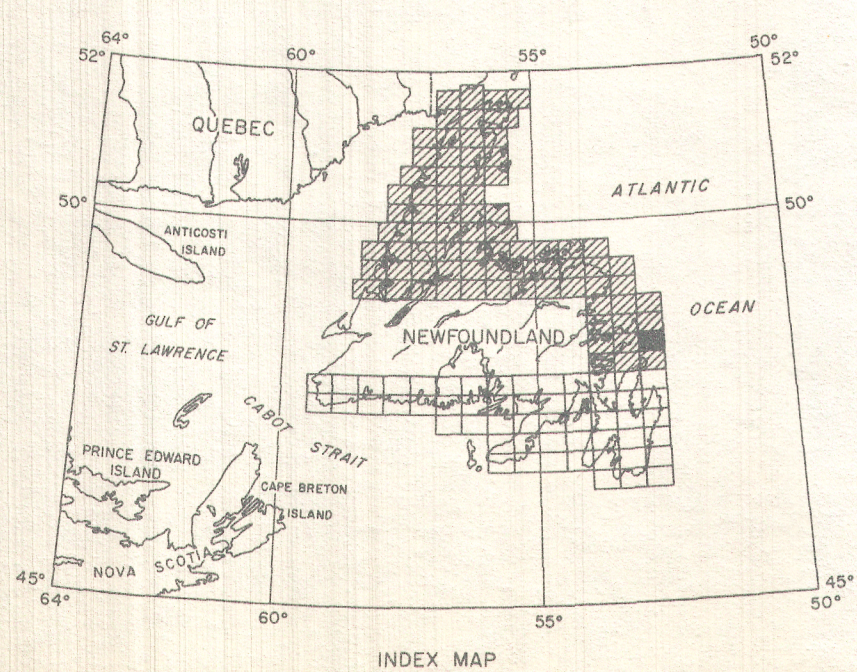 64°
60°
55°
50°
52°
52°
QUEBEC
ATLANTIC
50°
50°
ANTICOSTI
ISLAND
OCEAN
GULF OF
ST. LAWRENCE
NEWFOUNDLAND
CABOT STRAIT
PRINCE EDWARD
ISLAND
CAPE BRETON
ISLAND
NOVA SCOTIA
45°
45°
64°
60°
55°
50°
INDEX MAP